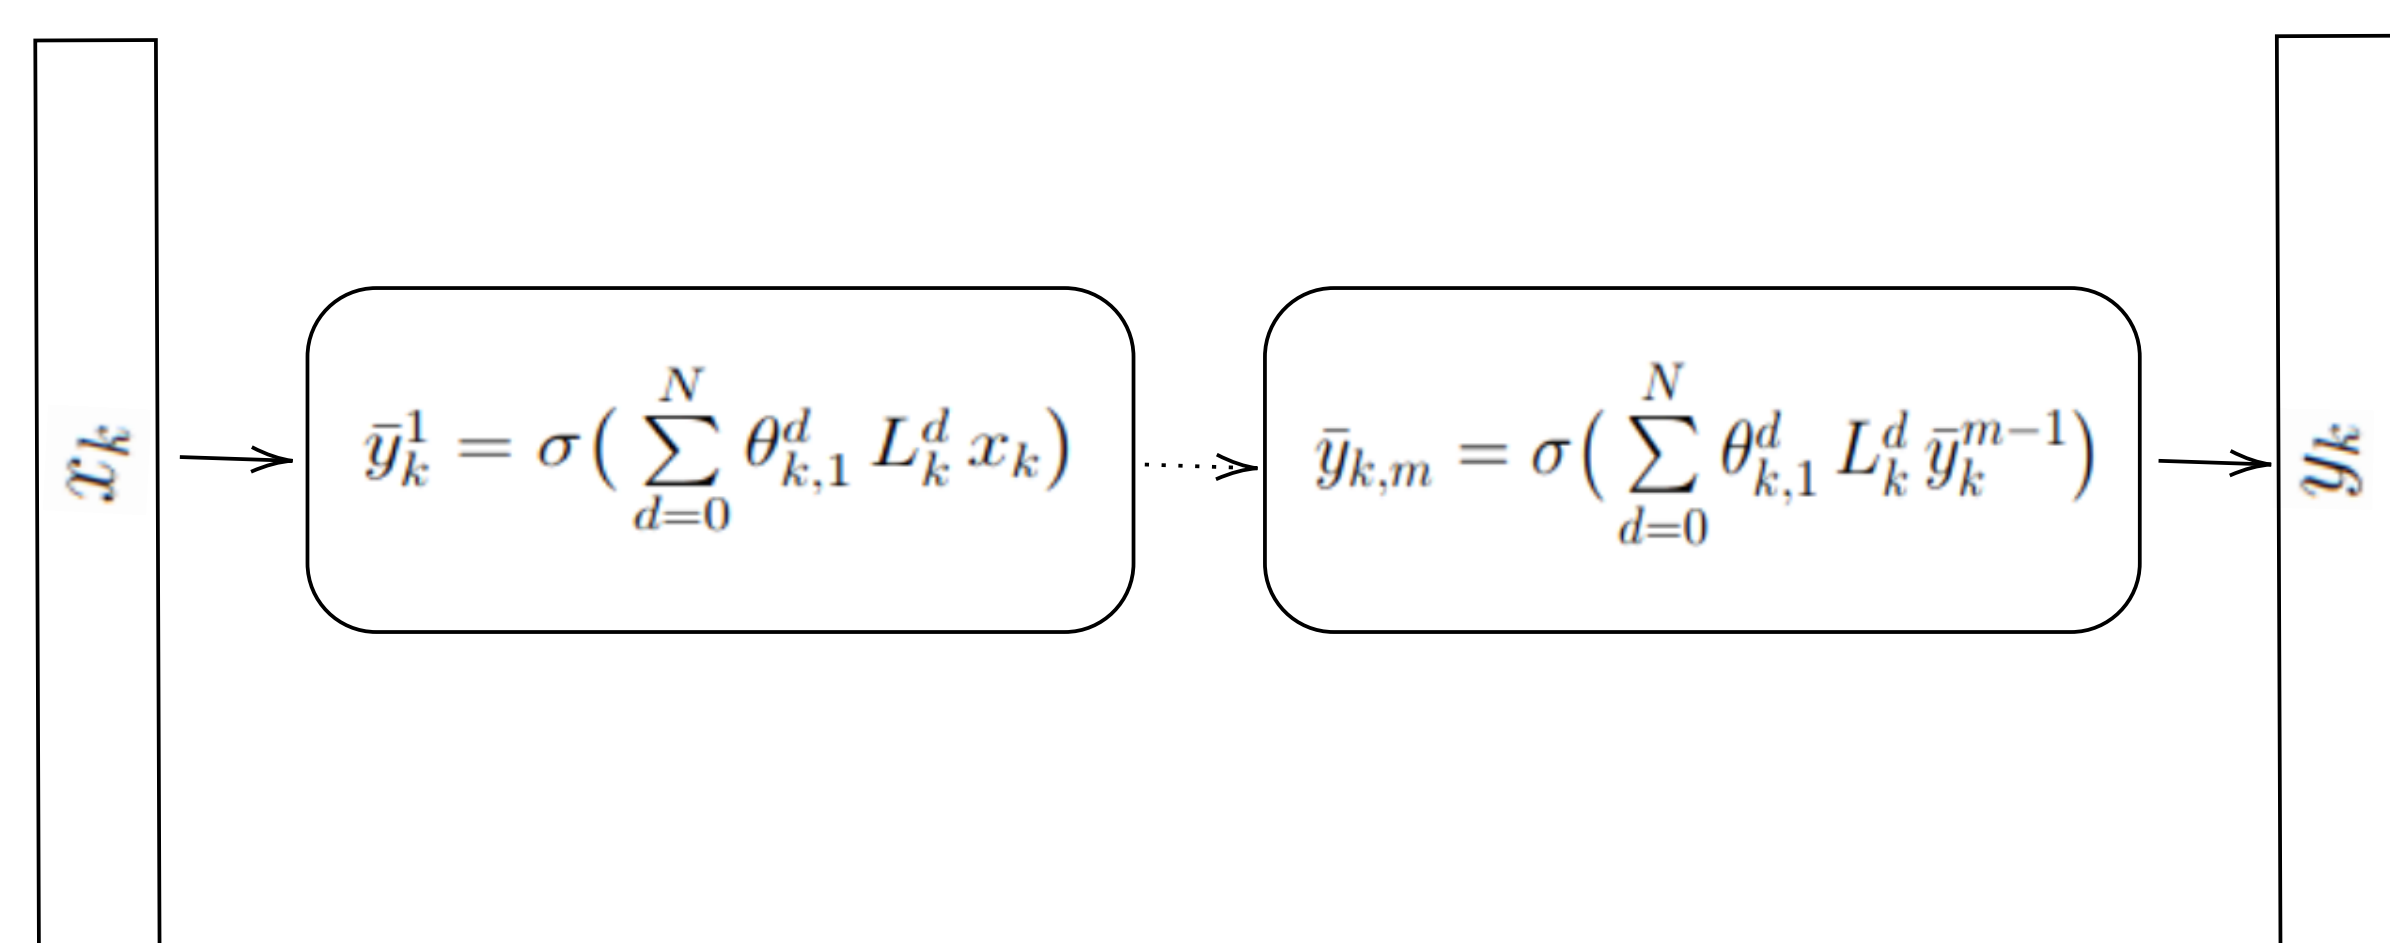 x_k
\bar{y}_k^1 = \sigma\big(\sum_{d=0}^{N} \theta_{k,1}^d L_k^d x_k\big)
\bar{y}_{k,m} = \sigma\big(\sum_{d=0}^{N} \theta_{k,1}^d L_k^d \bar{y}_k^{m-1}\big)
y_k